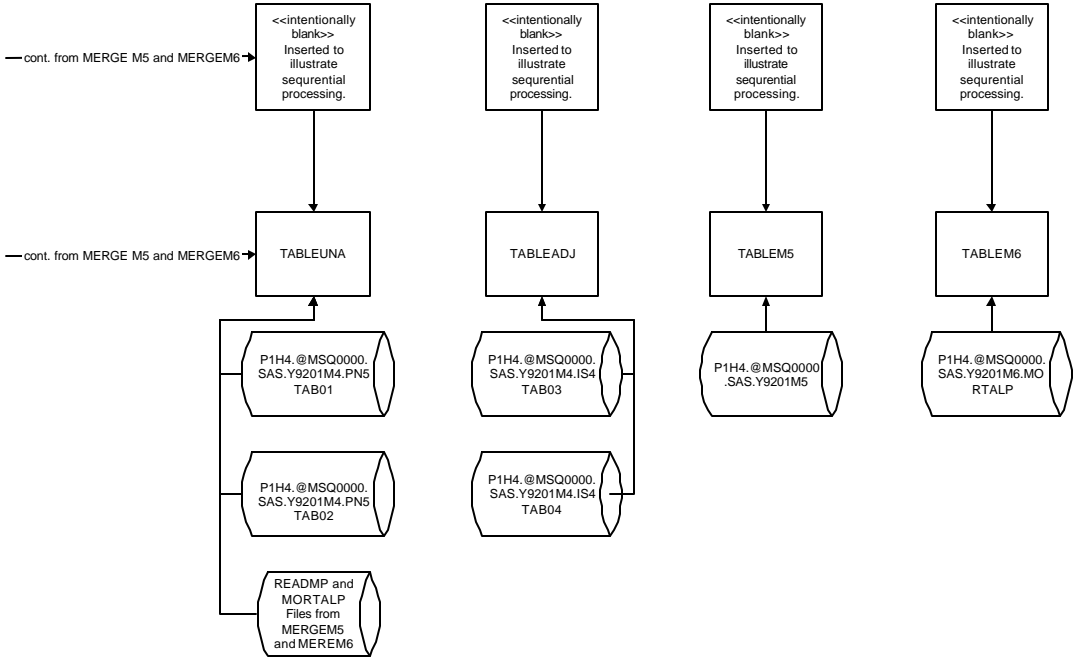 <<intentionally
blank>>
Inserted to
illustrate
sequrential
processing.
<<intentionally
blank>>
Inserted to
illustrate
sequrential
processing.
<<intentionally
blank>>
Inserted to
illustrate
sequrential
processing.
<<intentionally
blank>>
Inserted to
illustrate
sequrential
processing.
cont. from MERGE M5 and MERGEM6
cont. from MERGE M5 and MERGEM6
TABLEUNA
TABLEADJ
TABLEM5
TABLEM6
P1H4.@MSQ0000.
SAS.Y9201M4.PN5
TAB01
P1H4.@MSQ0000.
SAS.Y9201M4.IS4
TAB03
P1H4.@MSQ0000
.SAS.Y9201M5
P1H4.@MSQ0000.
SAS.Y9201M6.MO
RTALP
P1H4.@MSQ0000.
SAS.Y9201M4.PN5
TAB02
P1H4.@MSQ0000.
SAS.Y9201M4.IS4
TAB04
READMP and
MORTALP
Files from
MERGEM5
and MEREM6